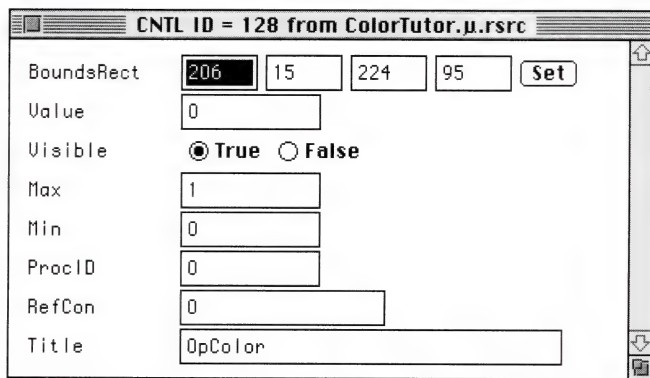 CNTL ID = 128 from ColorTutor.µ.rsrc
BoundsRect 206 15 224 95 Set
Value 0
Visible True False
Max 1
Min 0
ProcID 0
RefCon 0
Title OpColor